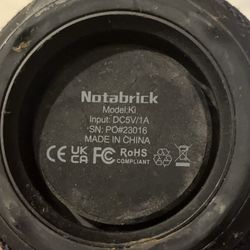 Notabrick
Model:Ki
Input: DC5V/1A
SN: PO#23016
MADE IN CHINA
CE UK CA FC RoHS
COMPLIANT